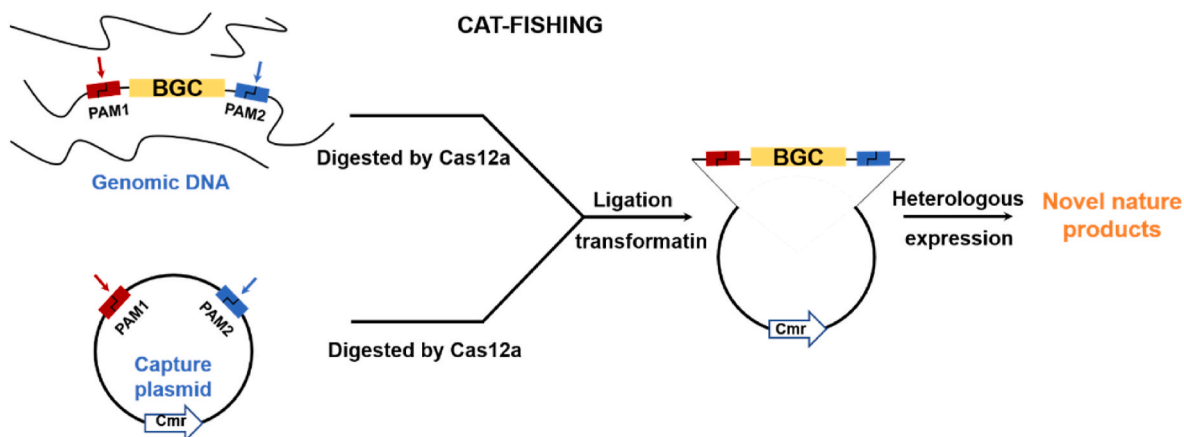 CAT-FISHING
BGC
PAM1
PAM2
Genomic DNA
Digested by Cas12a
PAM1
PAM2
Capture
plasmid
Cmr
Digested by Cas12a
Ligation
transformatin
BGC
Cmr
Heterologous
expression
Novel nature
products